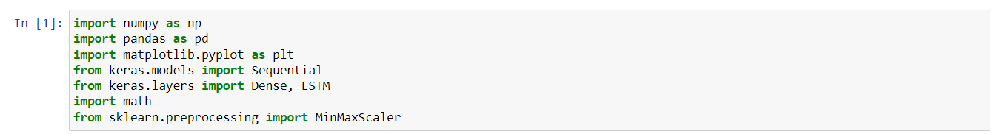 In [1]: import numpy as np
import pandas as pd
import matplotlib.pyplot as plt
from keras.models import Sequential
from keras.layers import Dense, LSTM
import math
from sklearn.preprocessing import MinMaxScaler